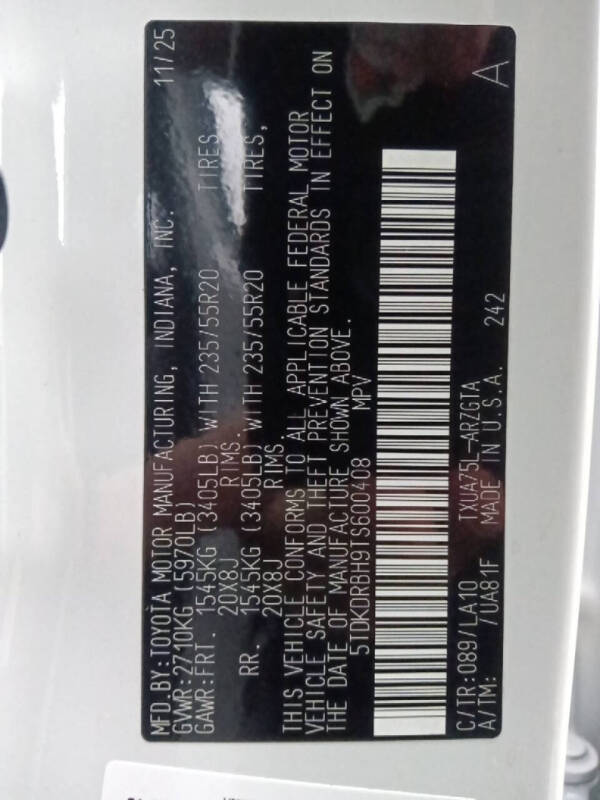 MFD.BY:TOYOTA MOTOR MANUFACTURING, INDIANA, INC. 11/25
GVWR:2710KG (5970LB)
GAWR:FRT. 1545KG (3405LB) WITH 235/55R20 TIRES,
20X8J RIMS.
RR. 1545KG (3405LB) WITH 235/55R20 TIRES,
20X8J RIMS.
THIS VEHICLE CONFORMS TO ALL APPLICABLE FEDERAL MOTOR
VEHICLE SAFETY AND THEFT PREVENTION STANDARDS IN EFFECT ON
THE DATE OF MANUFACTURE SHOWN ABOVE.
5TDKDRBH9TS600408 MPV
C/TR:089/LA10 TXUA75L-ARZGTA A
A/TM: /UA81F MADE IN U.S.A. 242